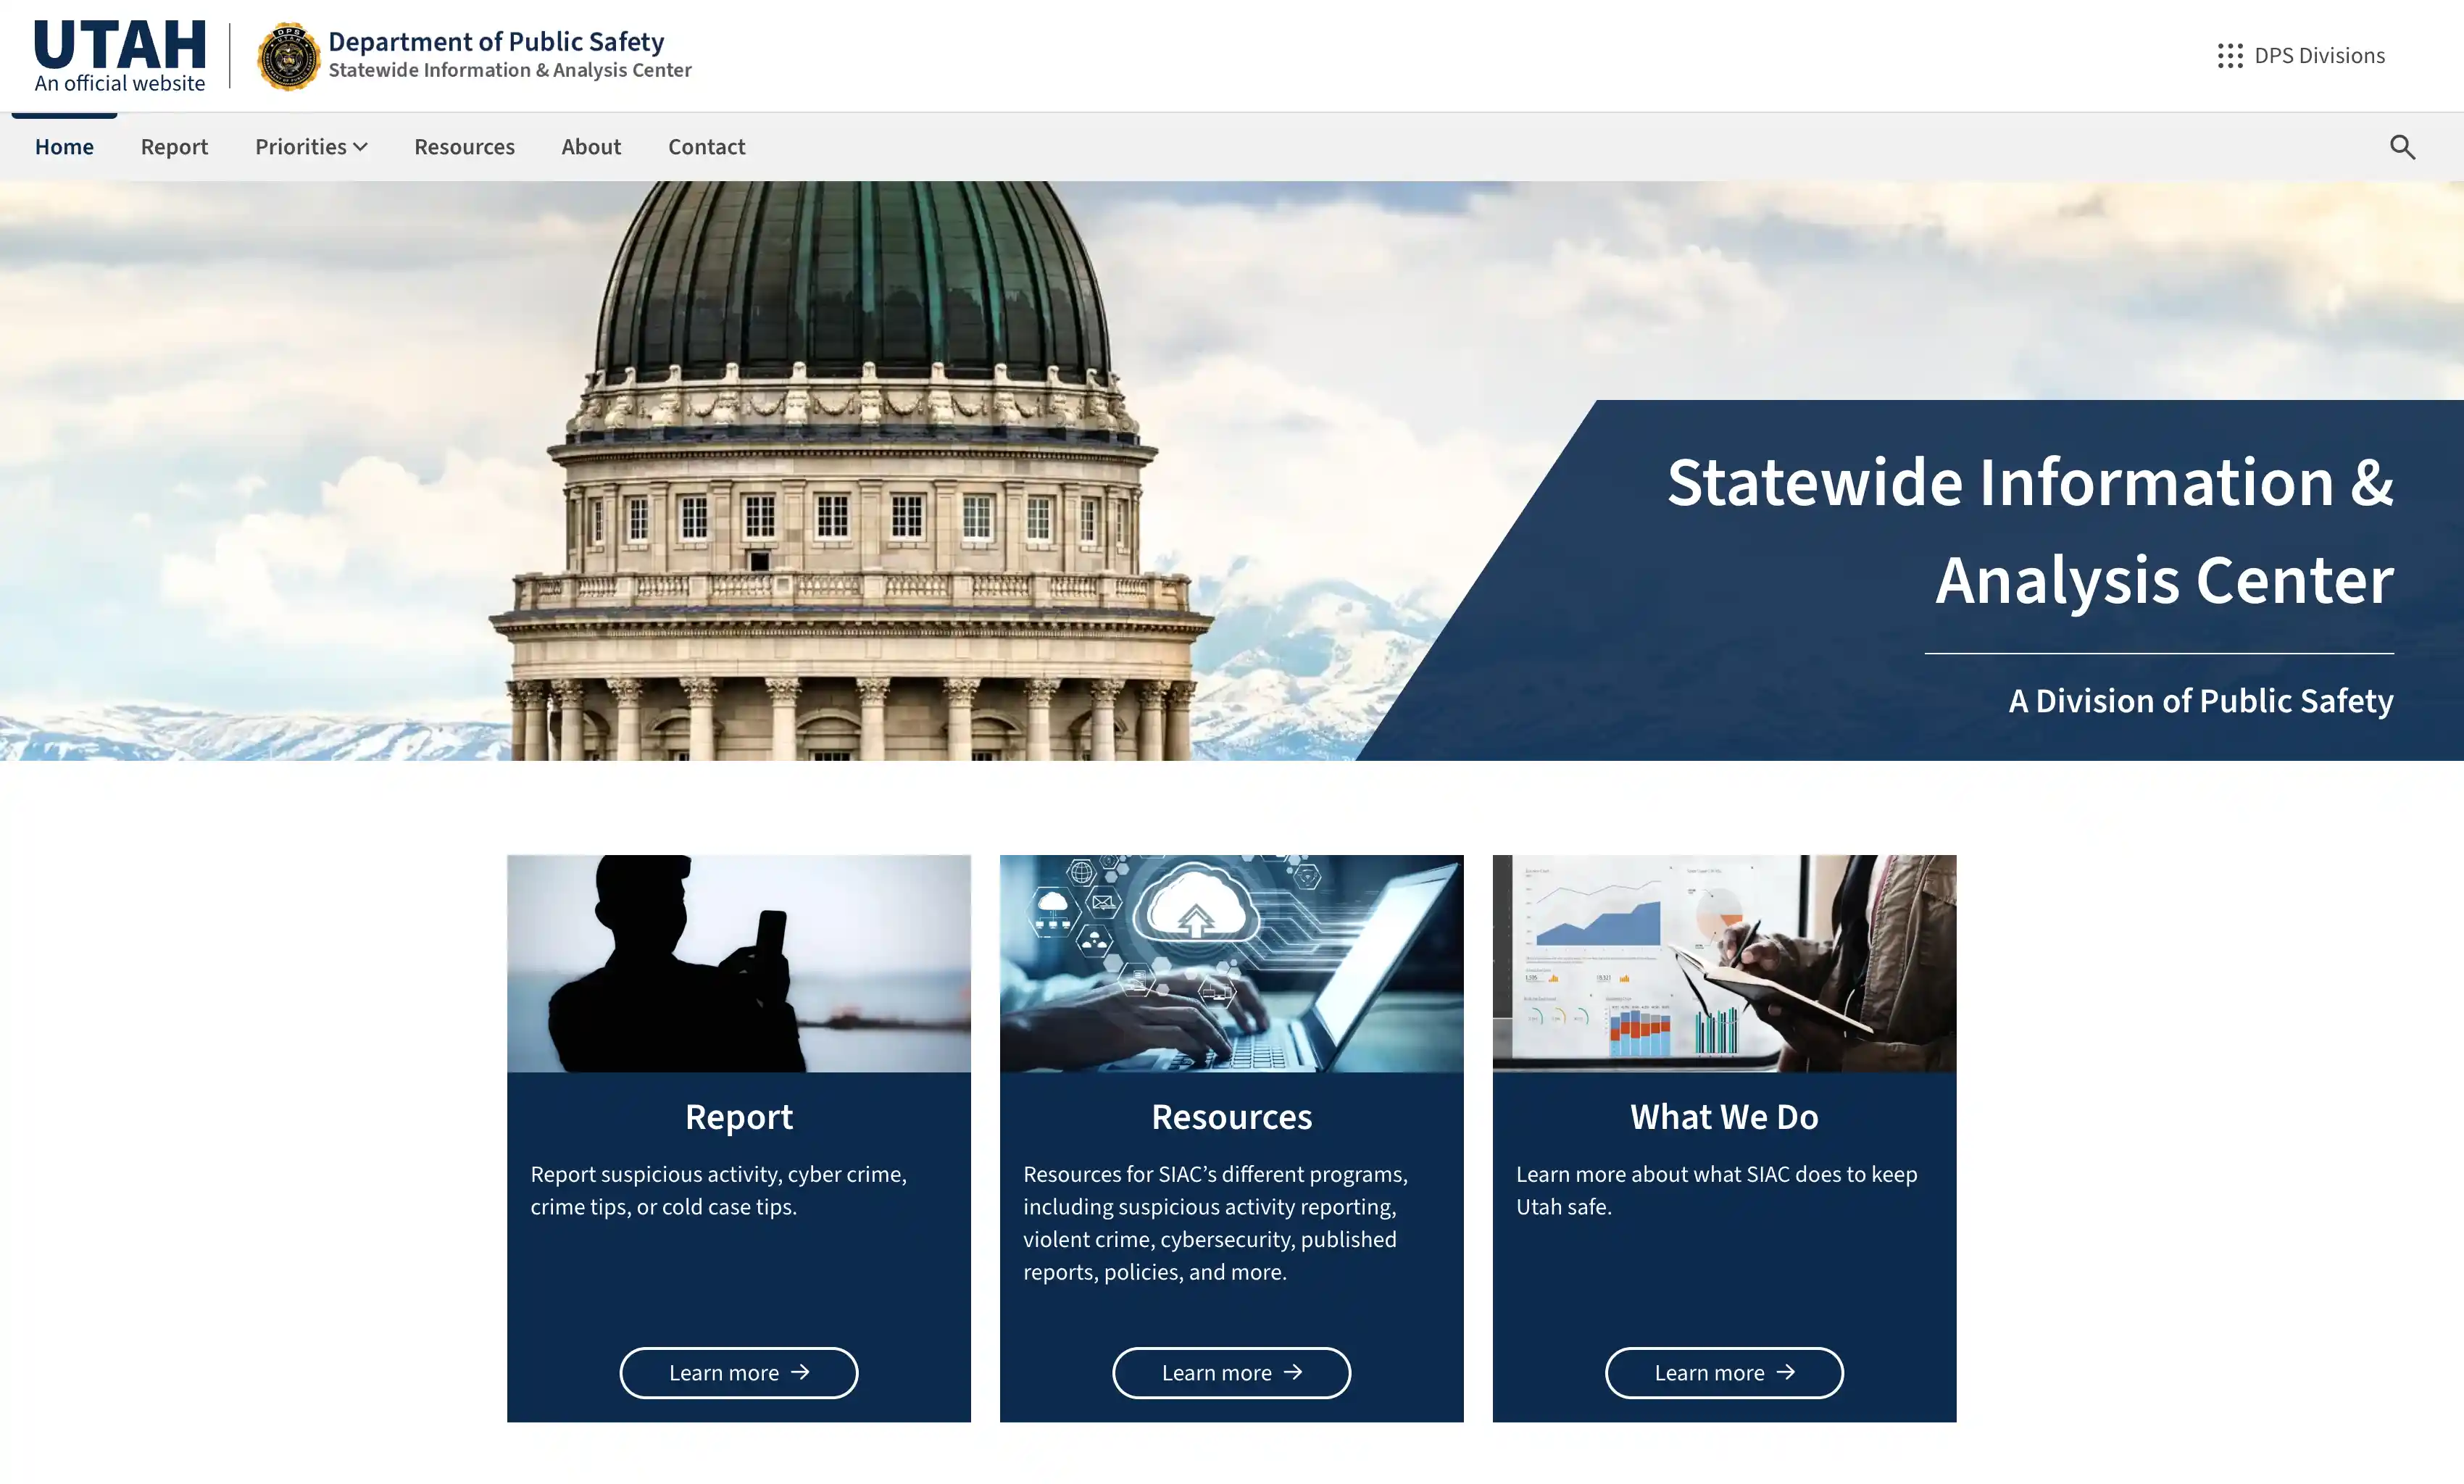 UTAH
An official website
DPS
UTAH
Department of Public Safety
Statewide Information & Analysis Center
DPS Divisions
Home
Report
Priorities
Resources
About
Contact
Statewide Information &
Analysis Center
A Division of Public Safety
Report
Report suspicious activity, cyber crime,
crime tips, or cold case tips.
Learn more
Resources
Resources for SIAC’s different programs,
including suspicious activity reporting,
violent crime, cybersecurity, published
reports, policies, and more.
Learn more
What We Do
Learn more about what SIAC does to keep
Utah safe.
Learn more